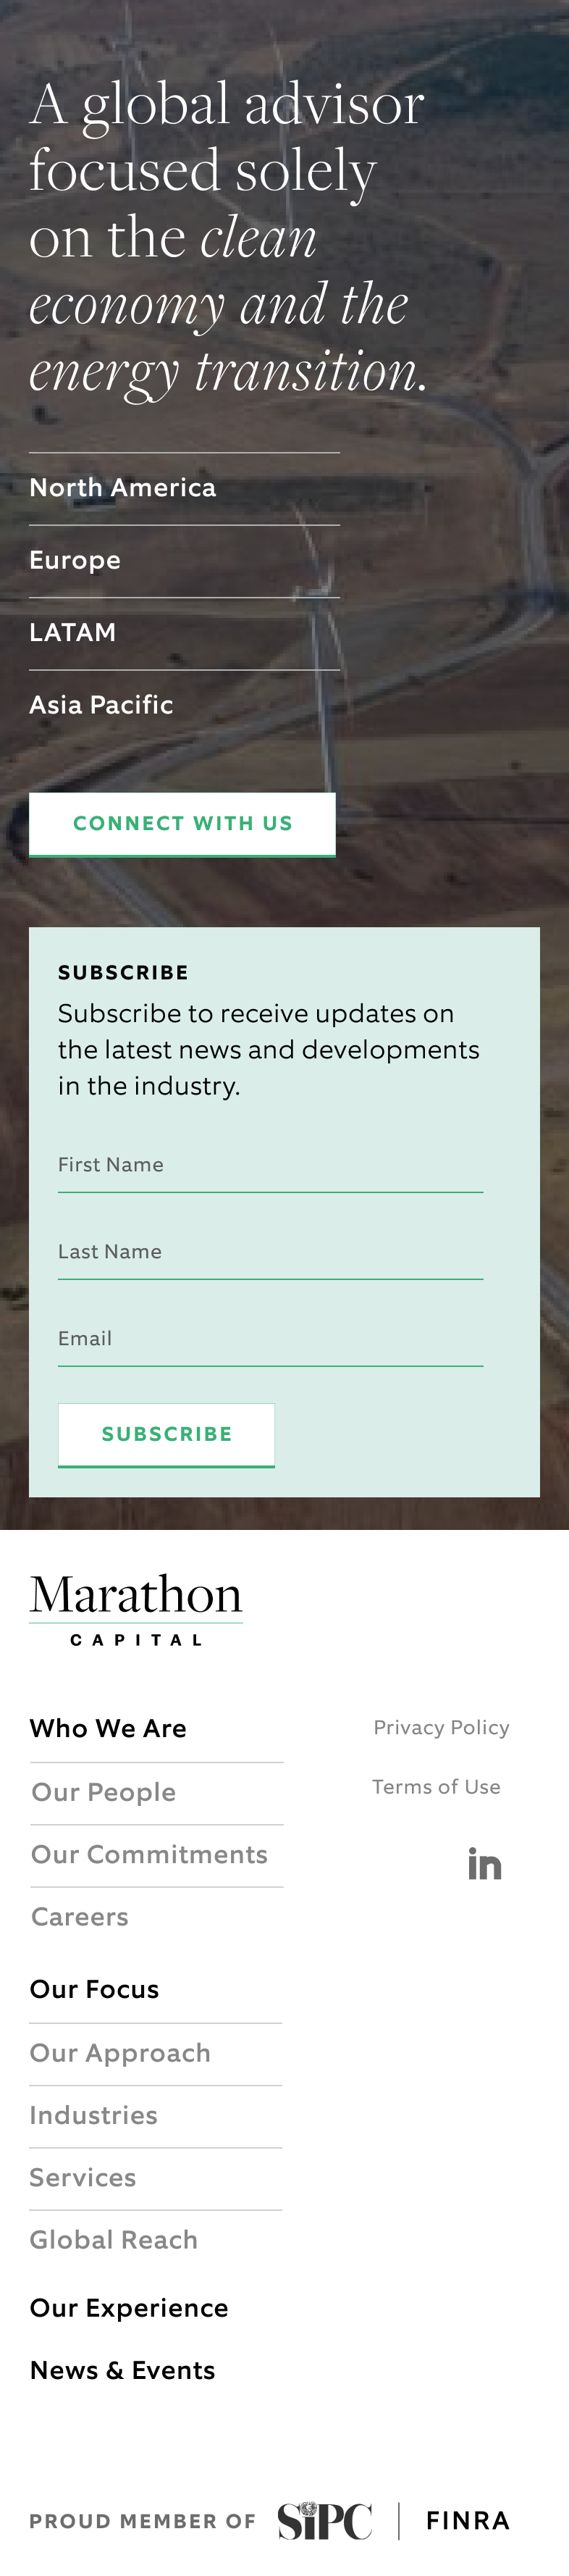 A global advisor
focused solely
on the clean
economy and the
energy transition.
North America
Europe
LATAM
Asia Pacific
CONNECT WITH US
SUBSCRIBE
Subscribe to receive updates on
the latest news and developments
in the industry.
First Name
Last Name
Email
SUBSCRIBE
Marathon
CAPITAL
Who We Are
Our People
Our Commitments
Careers
Privacy Policy
Terms of Use
in
Our Focus
Our Approach
Industries
Services
Global Reach
Our Experience
News & Events
PROUD MEMBER OF SiPC | FINRA